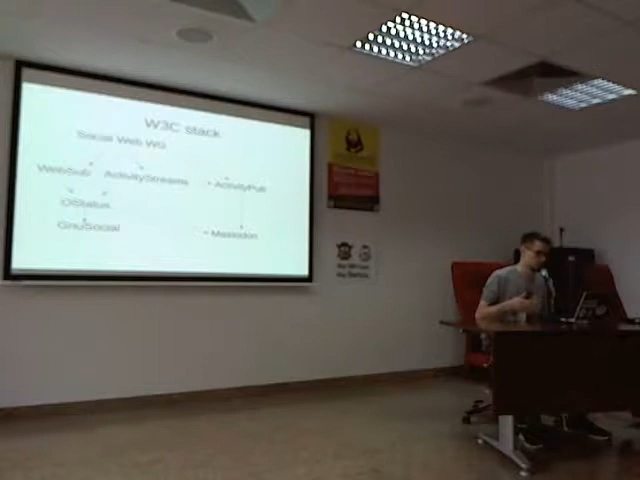 W3C stack
Social Web WG
WebSub
ActivityStreams
ActivityPub
OStatus
GnuSocial
Mastodon